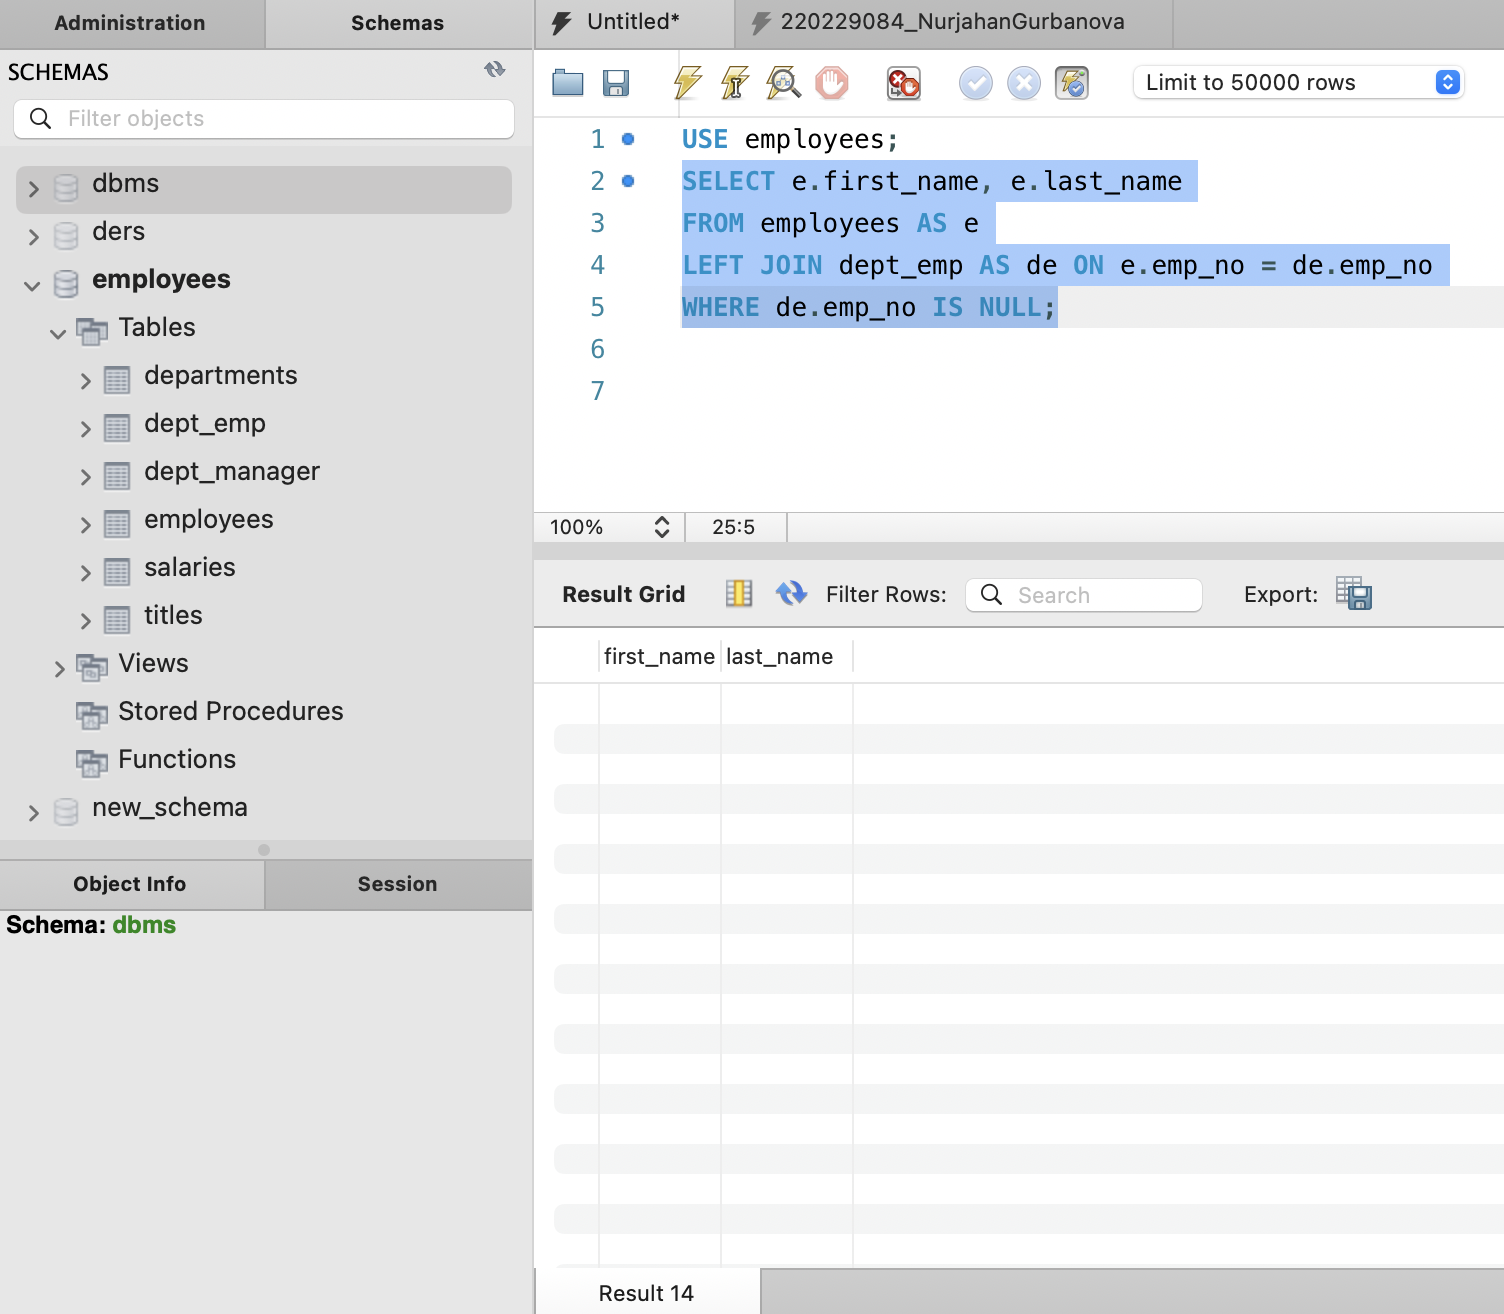 Administration
Schemas
Untitled*
220229084_NurjahanGurbanova
SCHEMAS
Filter objects
dbms
ders
employees
Tables
departments
dept_emp
dept_manager
employees
salaries
titles
Views
Stored Procedures
Functions
new_schema
Object Info
Session
Schema: dbms
Limit to 50000 rows
1 USE employees;
2 SELECT e.first_name, e.last_name
3 FROM employees AS e
4 LEFT JOIN dept_emp AS de ON e.emp_no = de.emp_no
5 WHERE de.emp_no IS NULL;
6
7
100%
25:5
Result Grid
Filter Rows:
Search
Export:
first_name
last_name
Result 14